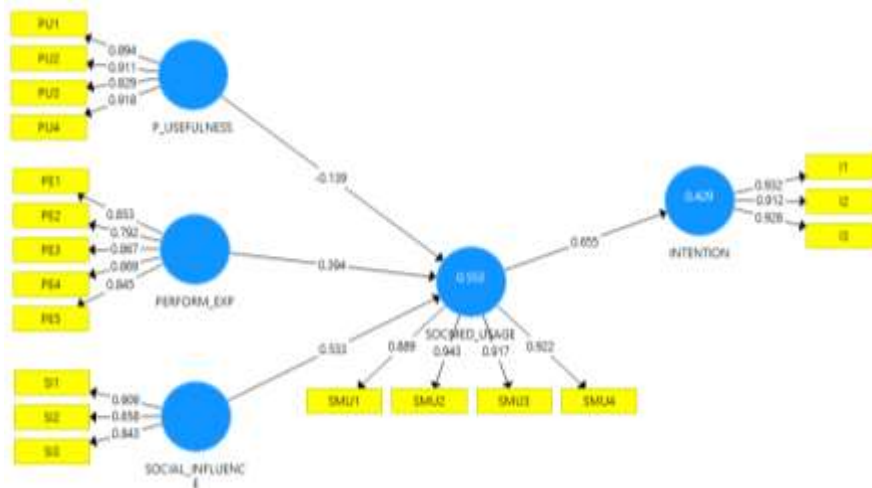 PU1
0.894
PU2
0.911
PU3
0.829
PU4
0.918
P_USEFULNESS
-0.139
PE1
0.853
PE2
0.792
PE3
0.867
PE4
0.869
PE5
0.845
PERFORM_EXP
0.394
SI1
0.909
SI2
0.858
SI3
0.843
SOCIAL_INFLUENC
E
0.533
SOCMED_USAGE
0.889
0.943
0.917
0.922
SMU1
SMU2
SMU3
SMU4
0.655
0.429
INTENTION
0.932
I1
0.912
I2
0.928
I3